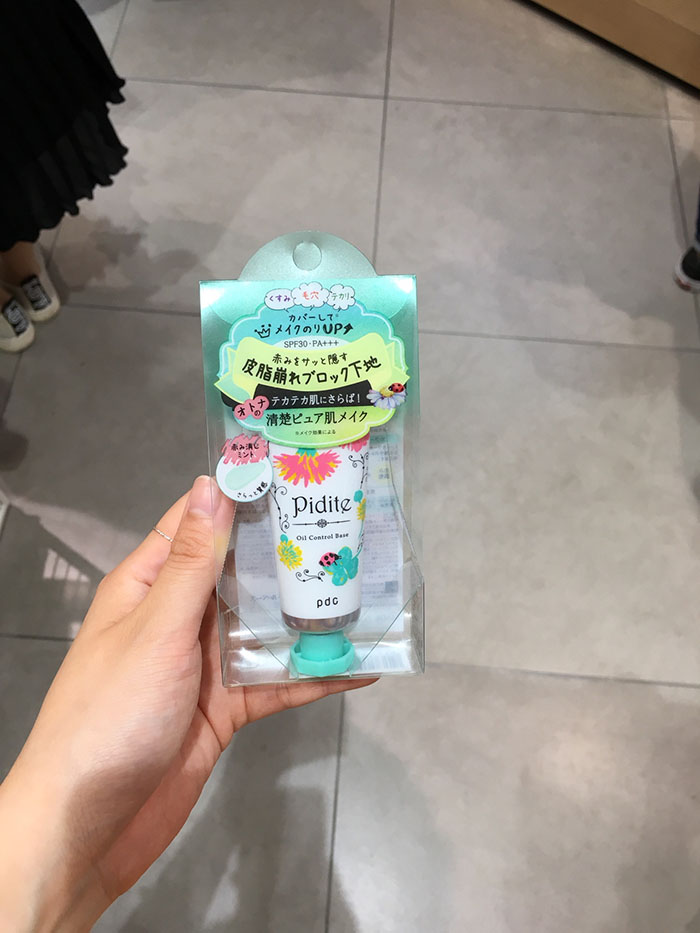 くすみ 毛穴 テカリ
カバーして※
メイクのりUP↑
SPF30・PA+++
赤みをサッと隠す
皮脂崩れブロック下地
テカテカ肌にさらば!
オトナの
清楚ピュア肌メイク
※メイク効果による
赤み消し
ミント
さらっと質感
Pidite
Oil Control Base
pdc